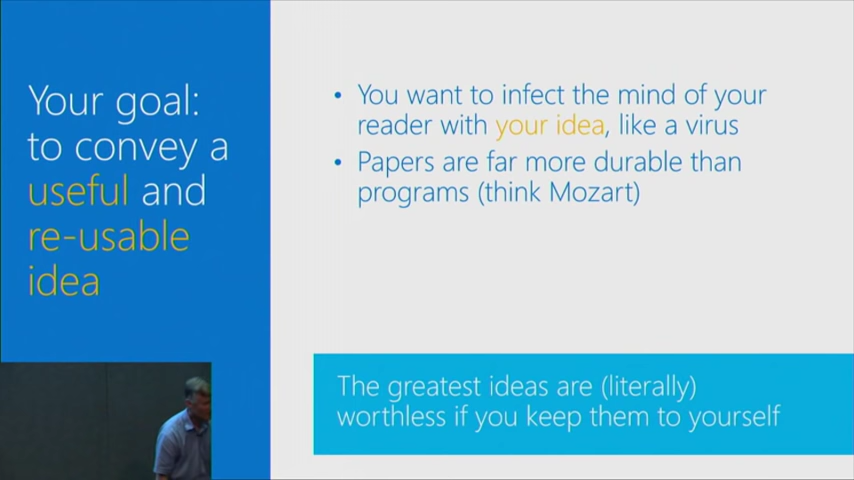 Your goal:
to convey a
useful and
re-usable
idea
• You want to infect the mind of your
reader with your idea, like a virus
• Papers are far more durable than
programs (think Mozart)
The greatest ideas are (literally)
worthless if you keep them to yourself